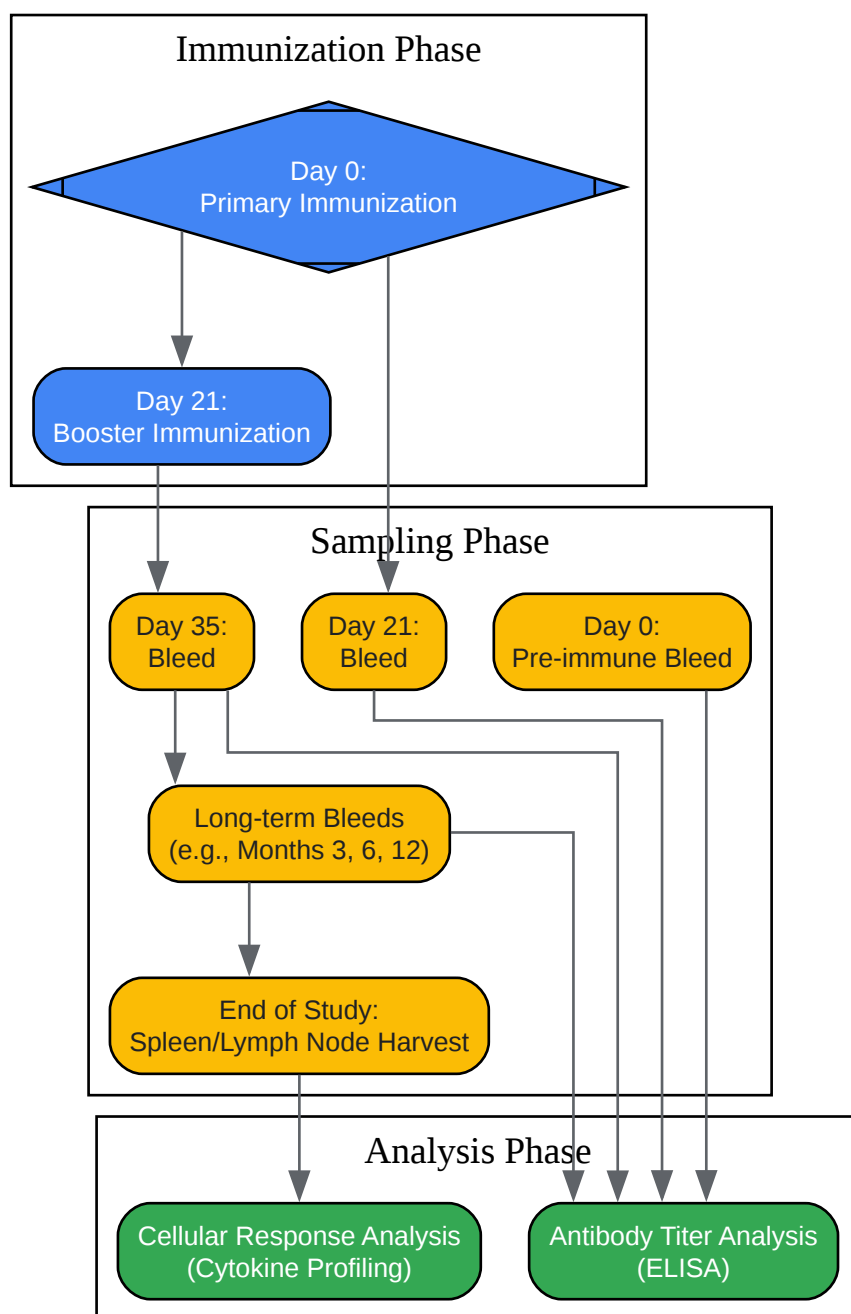 Immunization Phase
Day 0:
Primary Immunization
Day 21:
Booster Immunization
Sampling Phase
Day 35:
Bleed
Day 21:
Bleed
Day 0:
Pre-immune Bleed
Long-term Bleeds
(e.g., Months 3, 6, 12)
End of Study:
Spleen/Lymph Node Harvest
Analysis Phase
Cellular Response Analysis
(Cytokine Profiling)
Antibody Titer Analysis
(ELISA)